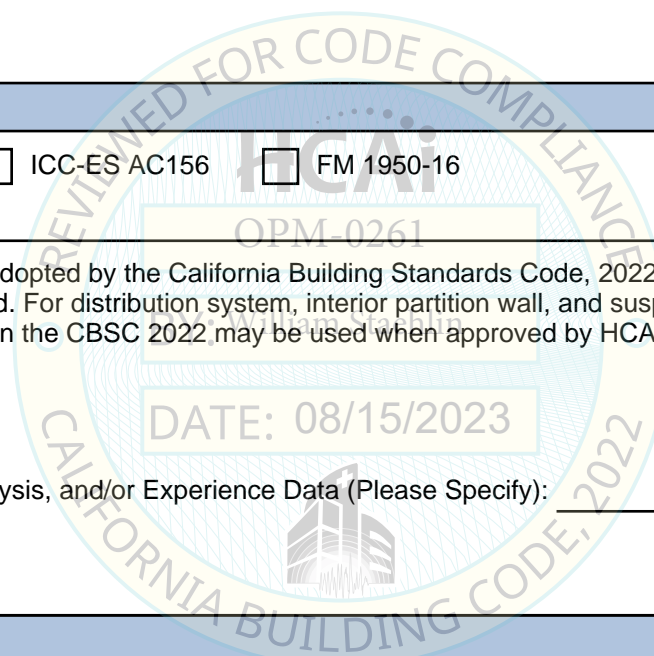 REVIEWED FOR CODE COMPLIANCE
HCAi
ICC-ES AC156 FM 1950-16
OPM-0261
dopted by the California Building Standards Code, 2022
d. For distribution system, interior partition wall, and sus
n the CBSC 2022 may be used when approved by HCA
BY: William Staehlin
DATE: 08/15/2023
ysis, and/or Experience Data (Please Specify):
CALIFORNIA BUILDING CODE, 2022